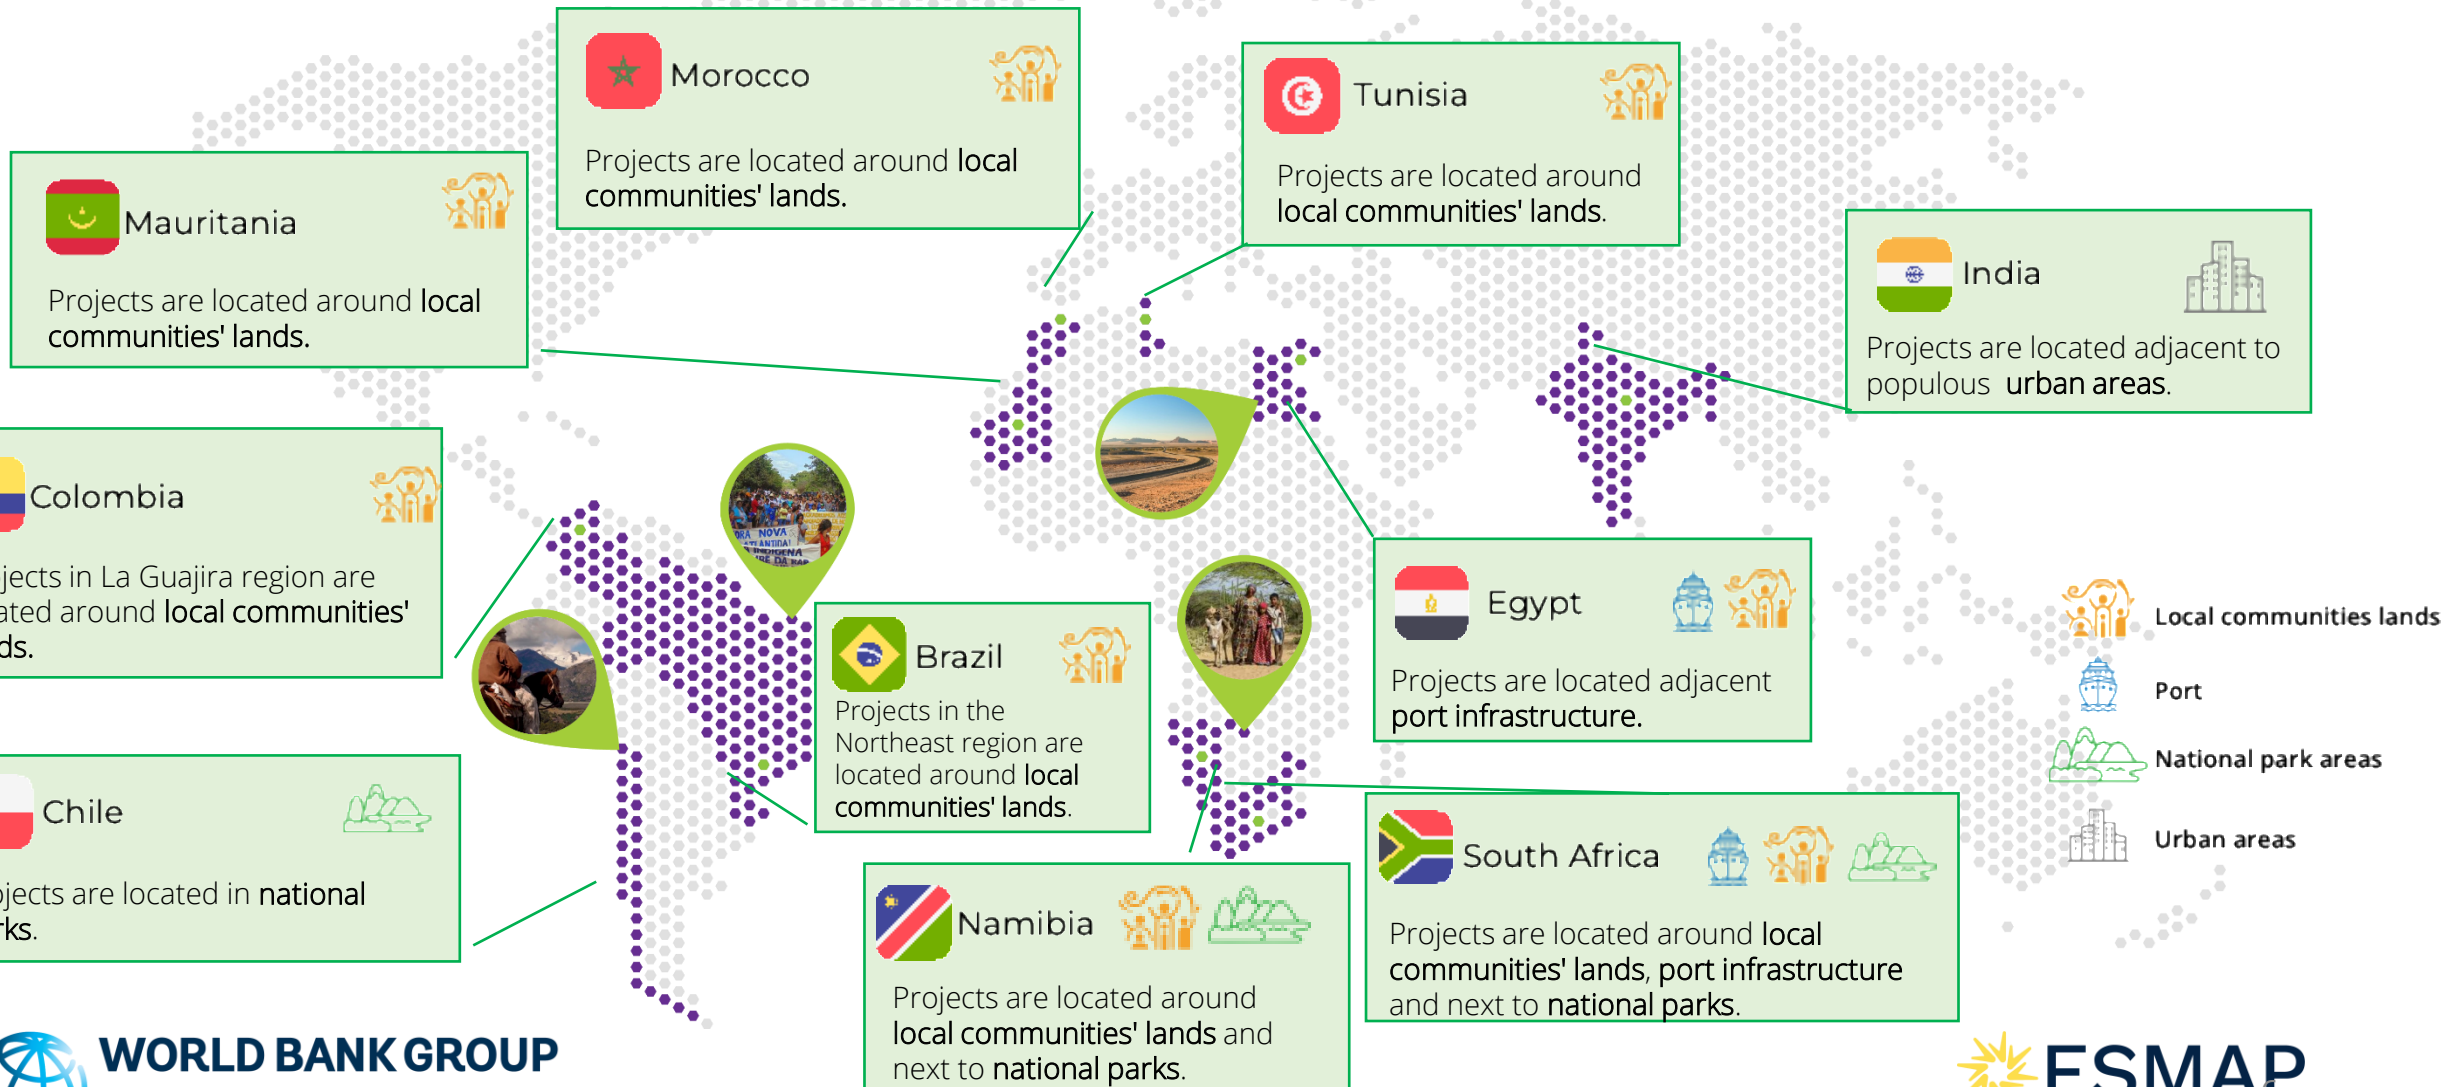 Morocco
Projects are located around local
communities' lands.
Tunisia
Projects are located around
local communities' lands.
Mauritania
Projects are located around local
communities' lands.
India
Projects are located adjacent to
populous urban areas.
Colombia
jects in La Guajira region are
ated around local communities'
ds.
ORA NOVA
ATLANTIDA!
Brazil
Projects in the
Northeast region are
located around local
communities' lands.
Egypt
Projects are located adjacent
port infrastructure.
Local communities lands
Port
National park areas
Urban areas
Chile
jects are located in national
rks.
Namibia
Projects are located around
local communities' lands and
next to national parks.
South Africa
Projects are located around local
communities' lands, port infrastructure
and next to national parks.
WORLD BANK GROUP
ESMAP